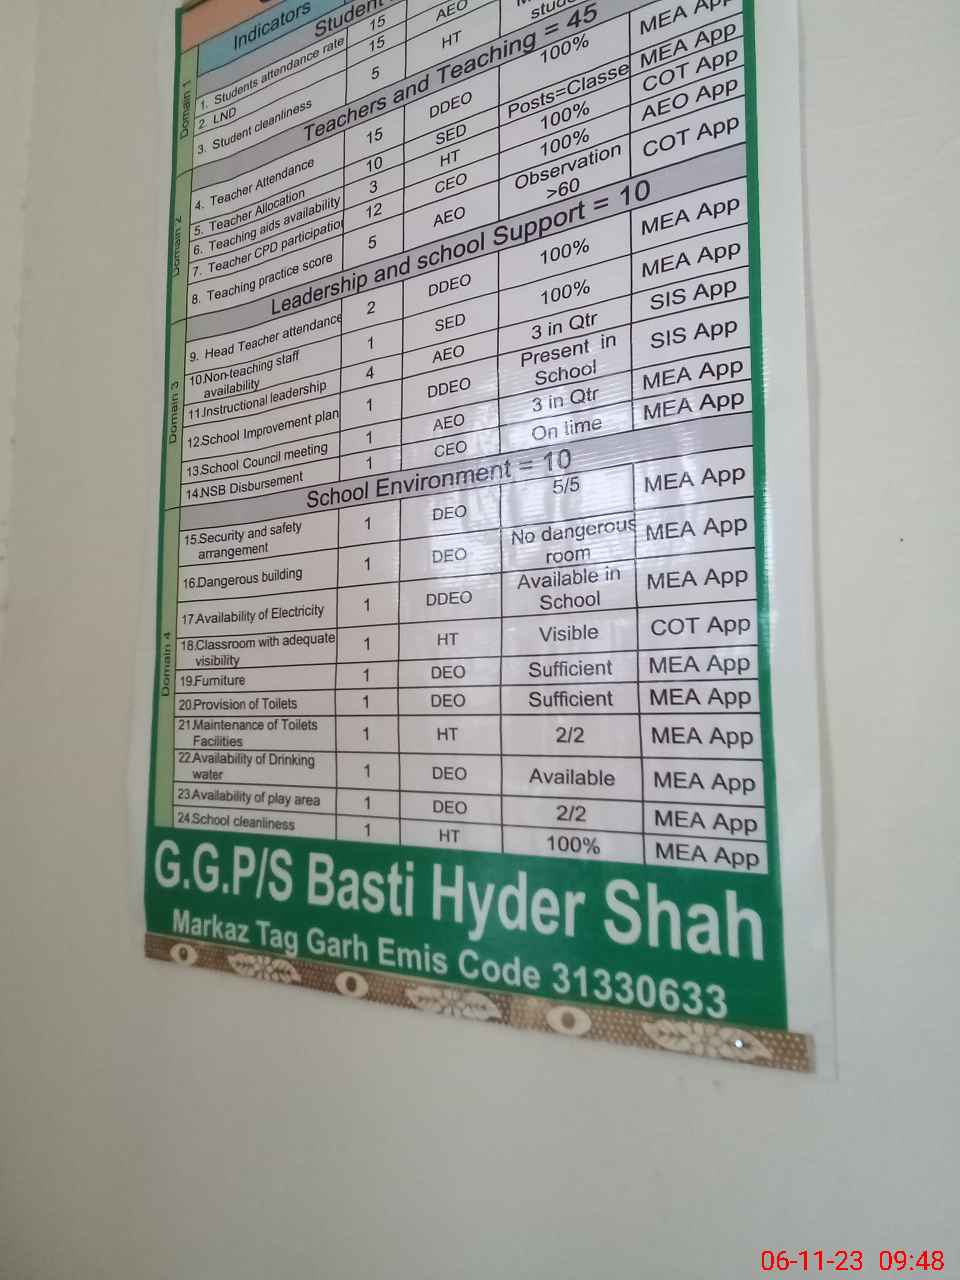 Indicators
Student
1. Students attendance rate 15 AEO
2. LND 15 HT
3. Student cleanliness 5 100% MEA App
Teachers and Teaching = 45
4. Teacher Attendance 15 DDEO 100% MEA App
5. Teacher Allocation 10 SED Posts=Classe COT App
6. Teaching aids availability 3 HT 100% AEO App
7. Teacher CPD participation 12 CEO 100%
8. Teaching practice score 5 AEO Observation >60 COT App
Leadership and school Support = 10
9. Head Teacher attendance 2 DDEO 100% MEA App
10.Non-teaching staff availability 1 SED 100% MEA App
11.Instructional leadership 4 AEO 3 in Qtr SIS App
12.School Improvement plan 1 DDEO Present in School SIS App
13.School Council meeting 1 AEO 3 in Qtr MEA App
14.NSB Disbursement 1 CEO On lime MEA App
School Environment = 10
15.Security and safety arrangement 1 DEO 5/5 MEA App
16.Dangerous building 1 DEO No dangerous room MEA App
17.Availability of Electricity 1 DDEO Available in School MEA App
18.Classroom with adequate visibility 1 HT Visible COT App
19.Furniture 1 DEO Sufficient MEA App
20.Provision of Toilets 1 DEO Sufficient MEA App
21.Maintenance of Toilets Facilities 1 HT 2/2 MEA App
22.Availability of Drinking water 1 DEO Available MEA App
23.Availability of play area 1 DEO 2/2 MEA App
24.School cleanliness 1 HT 100% MEA App
Domain 1
Domain 2
Domain 3
Domain 4
G.G.P/S Basti Hyder Shah
Markaz Tag Garh Emis Code 31330633
06-11-23 09:48